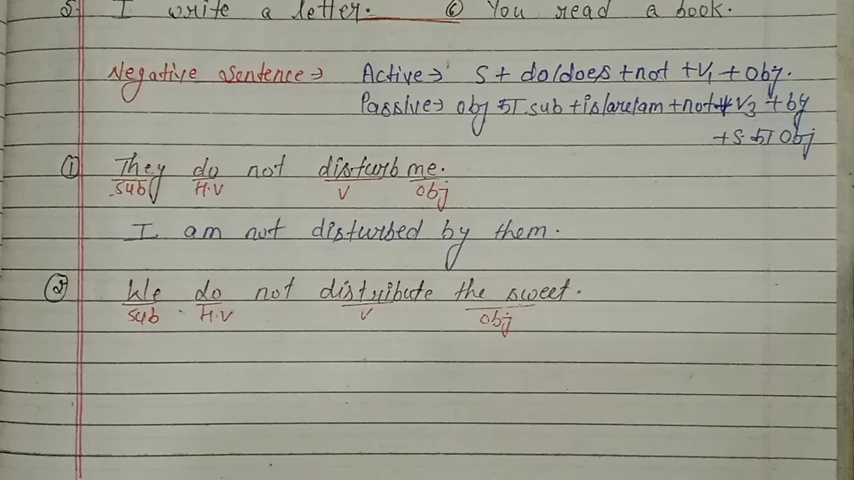 5. I write a letter. ⑥ You read a book.
Negative Sentence → Active → S + do/does + not + V₁ + Obj.
Passive → Obj का sub + is/are/am + not + V₃ + by
+ S का Obj
① They do not disturb me.
Sub H.V V Obj
I am not disturbed by them.
② We do not distribute the sweet.
Sub H.V V Obj